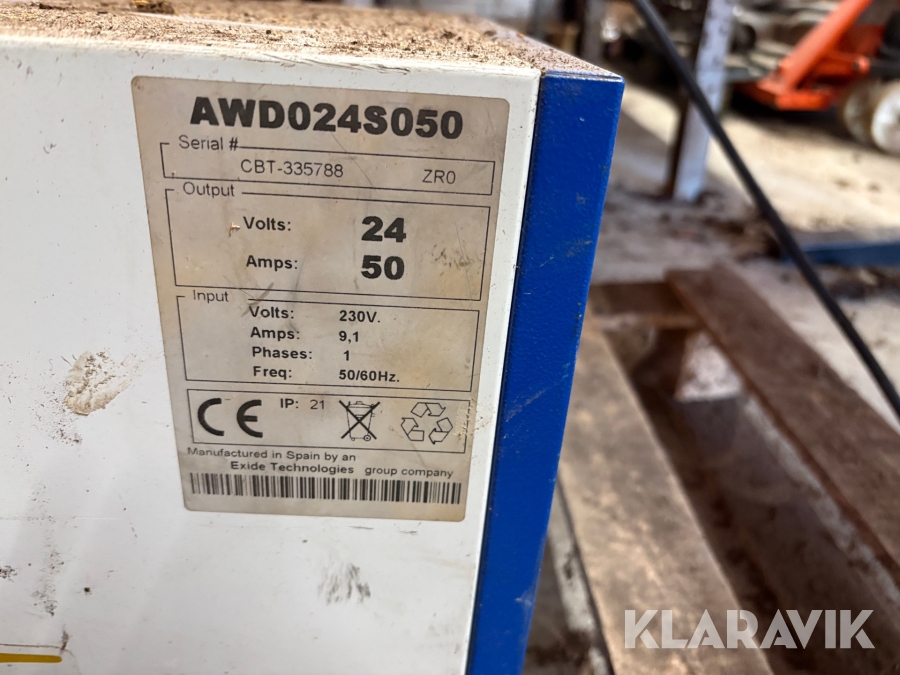 AWD024S050
Serial #
CBT-335788 ZR0
Output
Volts: 24
Amps: 50
Input
Volts: 230V.
Amps: 9,1
Phases: 1
Freq: 50/60Hz.
CE IP: 21
Manufactured in Spain by an
Exide Technologies group company
KLARAVIK